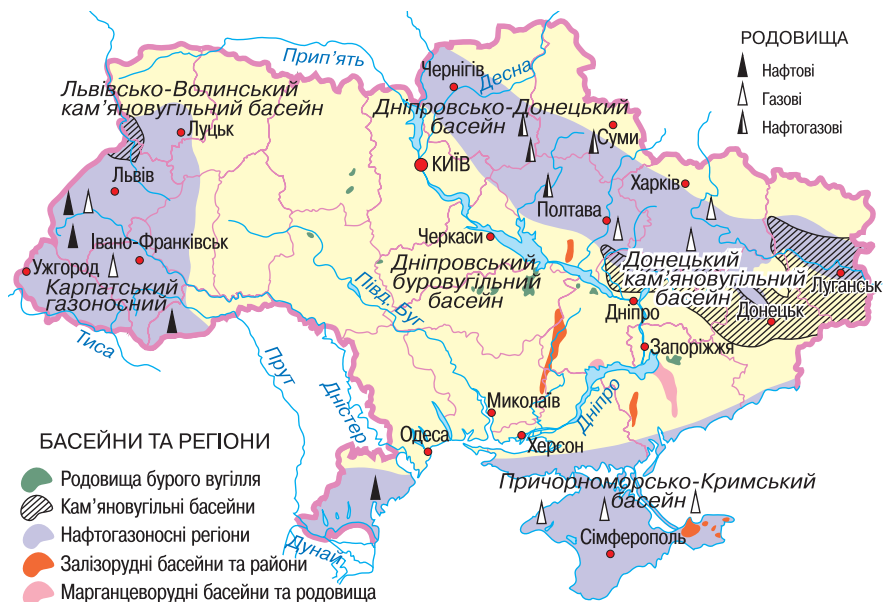 Прип'ять
РОДОВИЩА
Нафтові
Газові
Нафтогазові
Чернігів
Десна
Львівсько-Волинський
кам'яновугільний басейн
Луцьк
Дніпровсько-Донецький
басейн
Суми
КИЇВ
Львів
Харків
Полтава
Івано-Франківськ
Черкаси
Ужгород
Карпатський
газоносний
Дніпровський
буровугільний
басейн
Донецький
кам'яновугільний
басейн
Луганськ
Півд. Буг
Дніпро
Донецьк
Тиса
Запоріжжя
Прут
Дністер
Дніпро
Миколаїв
Одеса
Херсон
БАСЕЙНИ ТА РЕГІОНИ
Родовища бурого вугілля
Кам'яновугільні басейни
Нафтогазоносні регіони
Залізорудні басейни та райони
Марганцеворудні басейни та родовища
Причорноморсько-Кримський
басейн
Сімферополь
Дунай